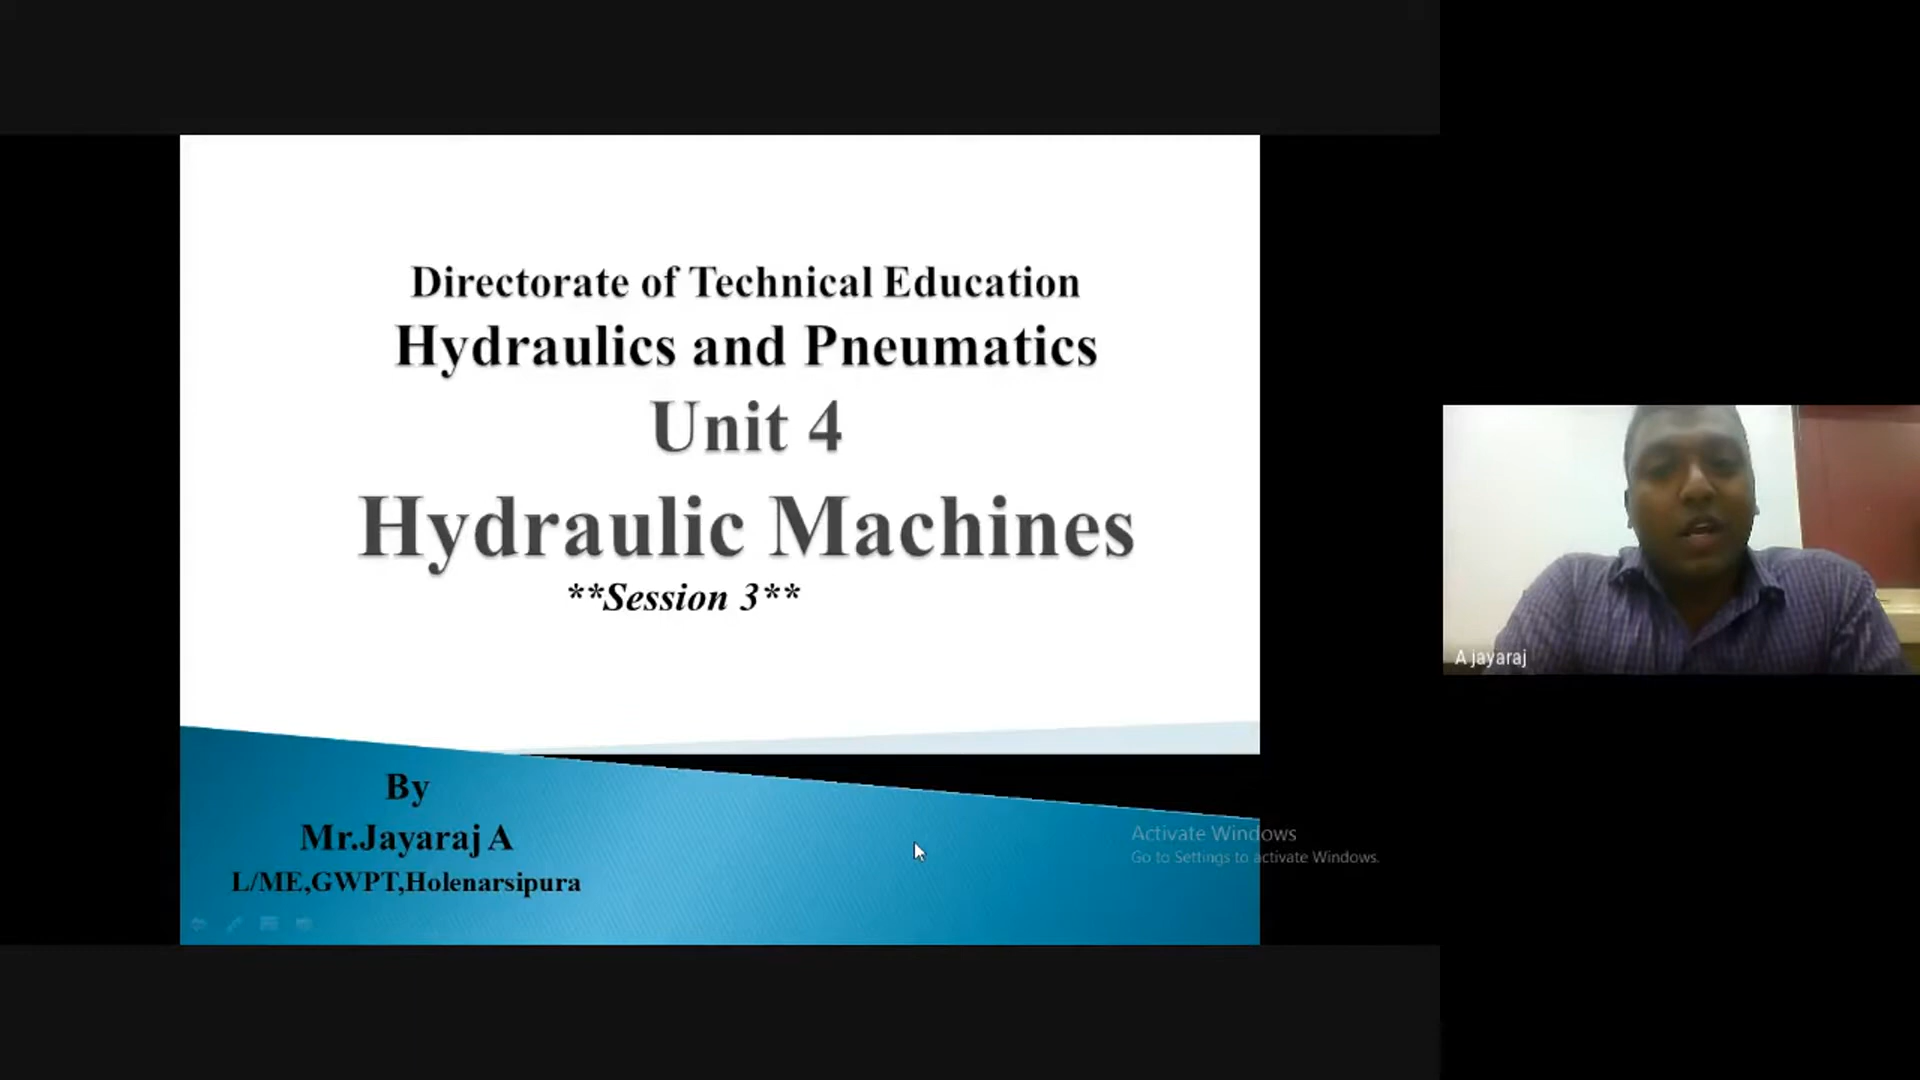 Directorate of Technical Education
Hydraulics and Pneumatics
Unit 4
Hydraulic Machines
**Session 3**
By
Mr.Jayaraj A
L/ME,GWPT,Holenarsipura
Activate Windows
Go to Settings to activate Windows.
A jayaraj